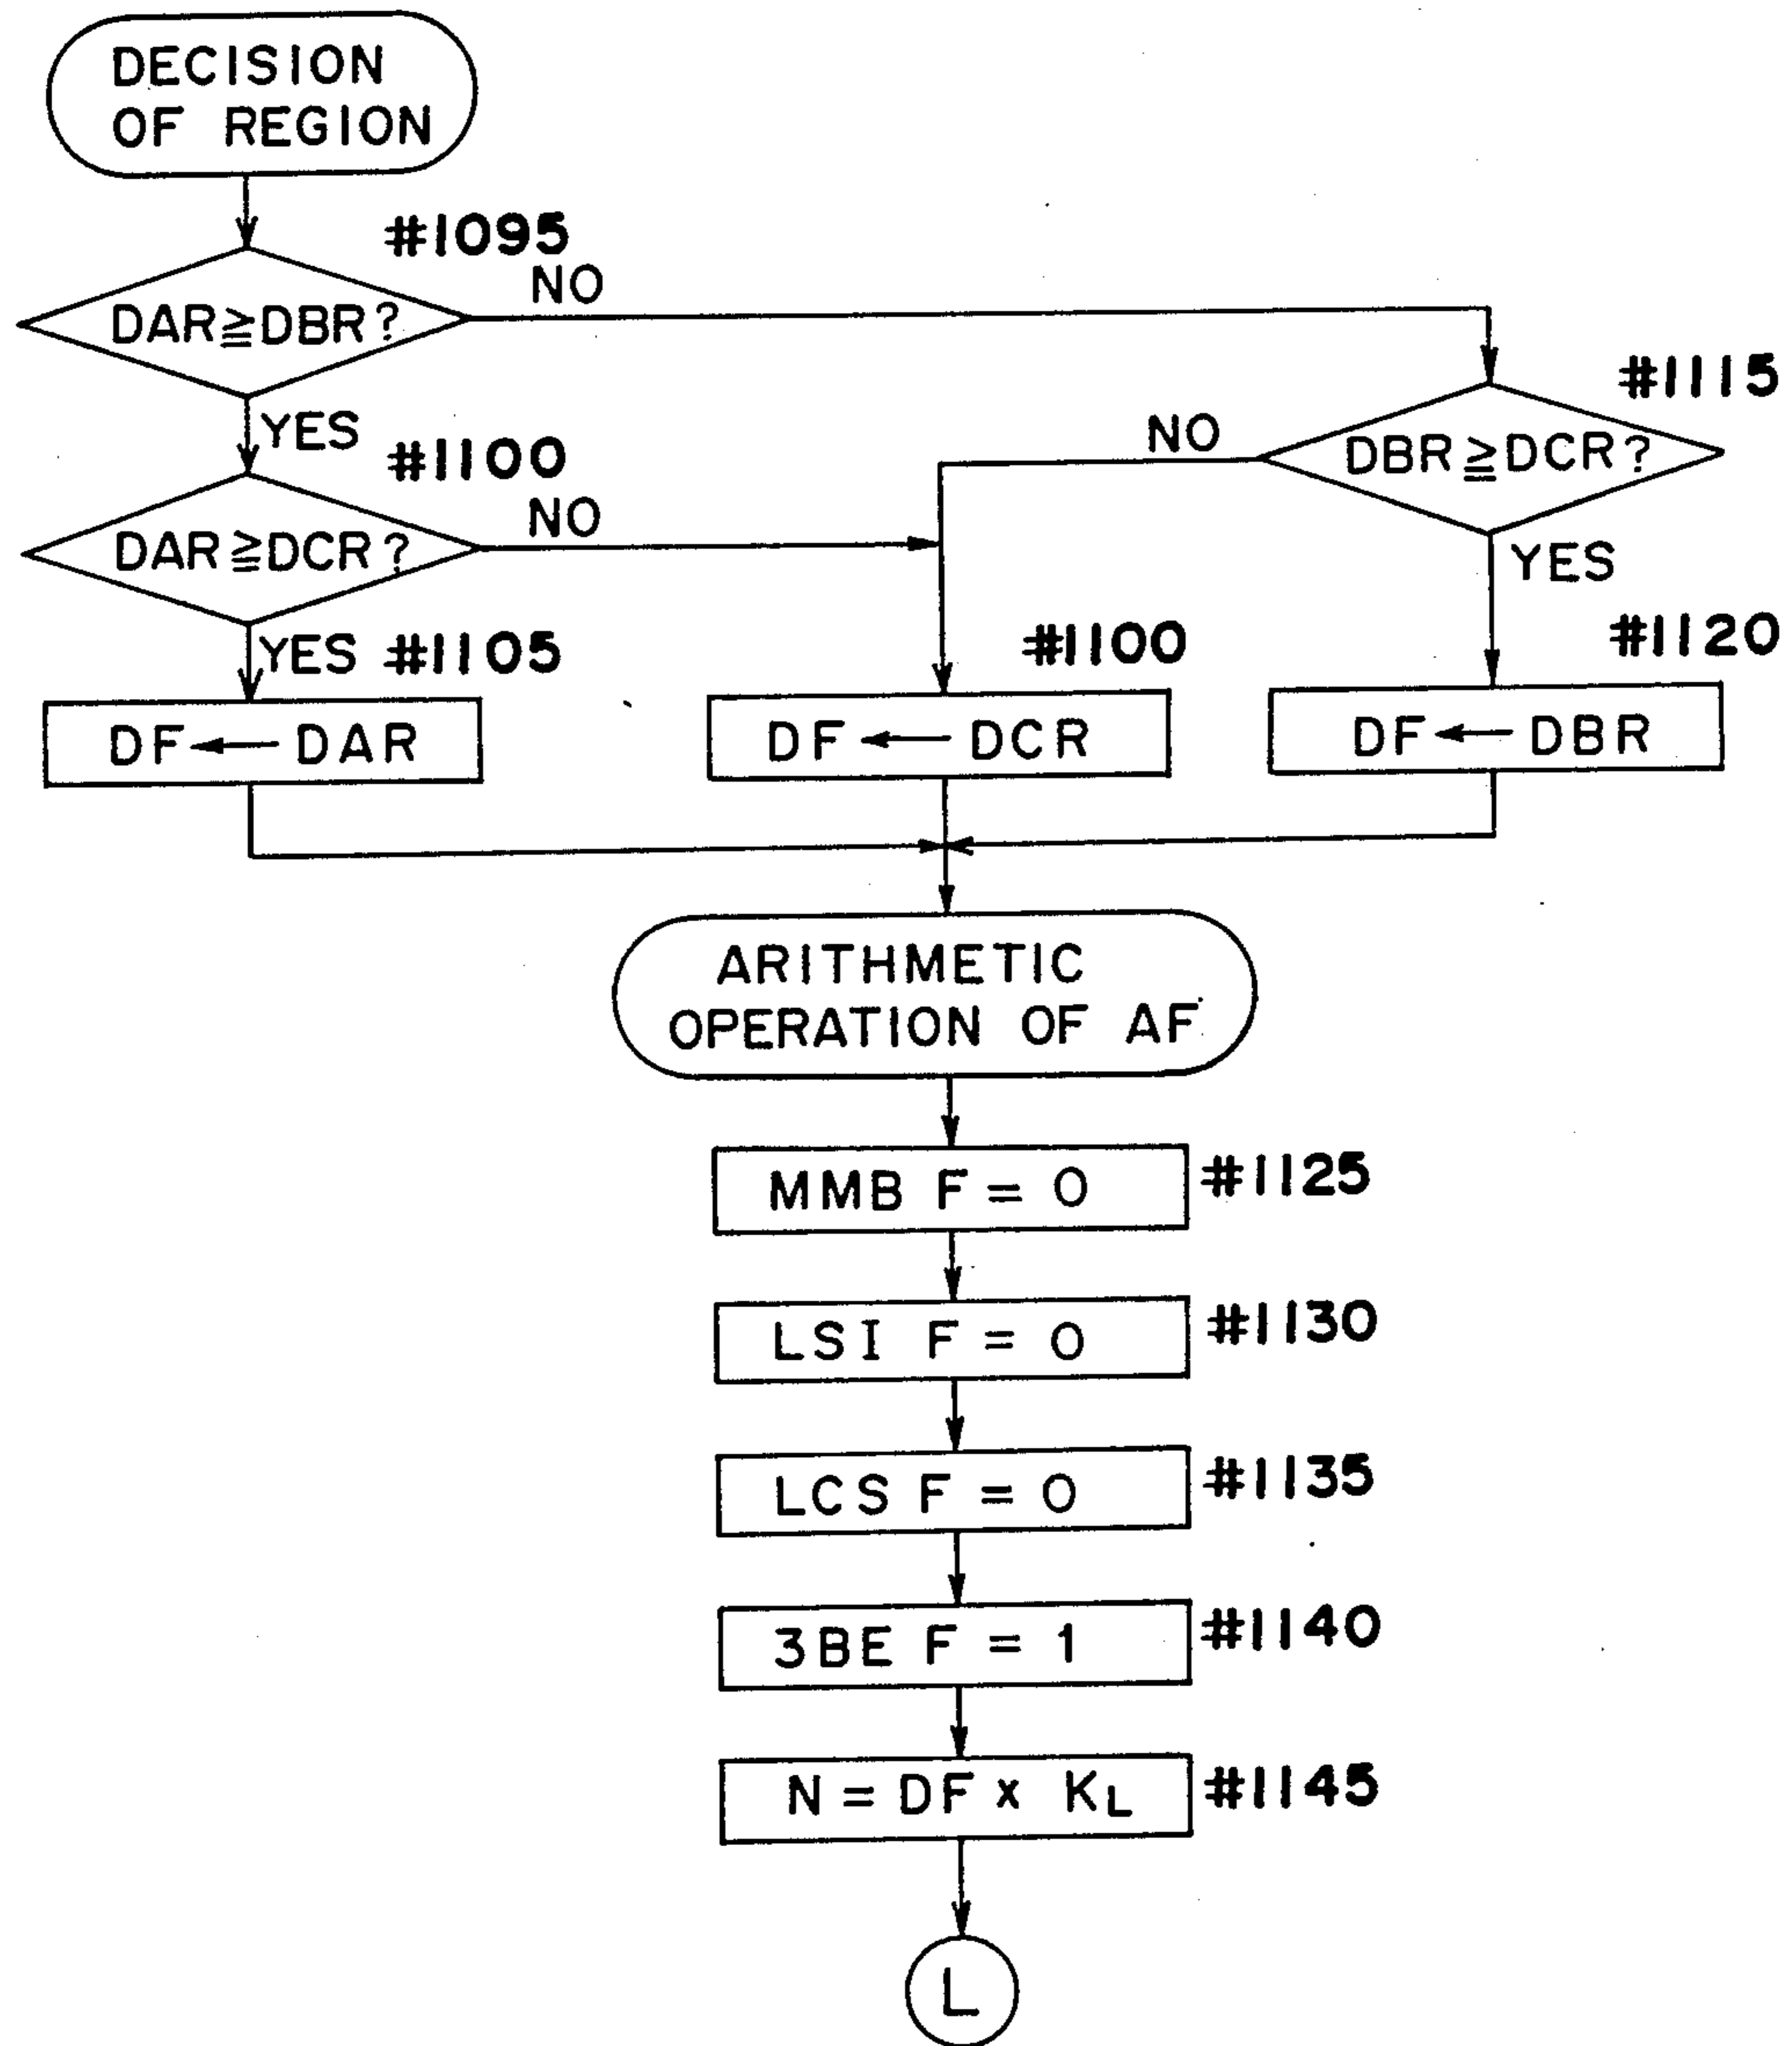 DECISION
OF REGION
#1095
NO
DAR≧DBR?
#1115
YES
NO
DBR≧DCR?
#1100
NO
DAR≧DCR?
YES
#1120
YES #1105
#1100
DF ← DAR
DF ← DCR
DF ← DBR
ARITHMETIC
OPERATION OF AF
MMB F = 0
#1125
LSI F = 0
#1130
LCS F = 0
#1135
3BE F = 1
#1140
N = DF x KL
#1145
L